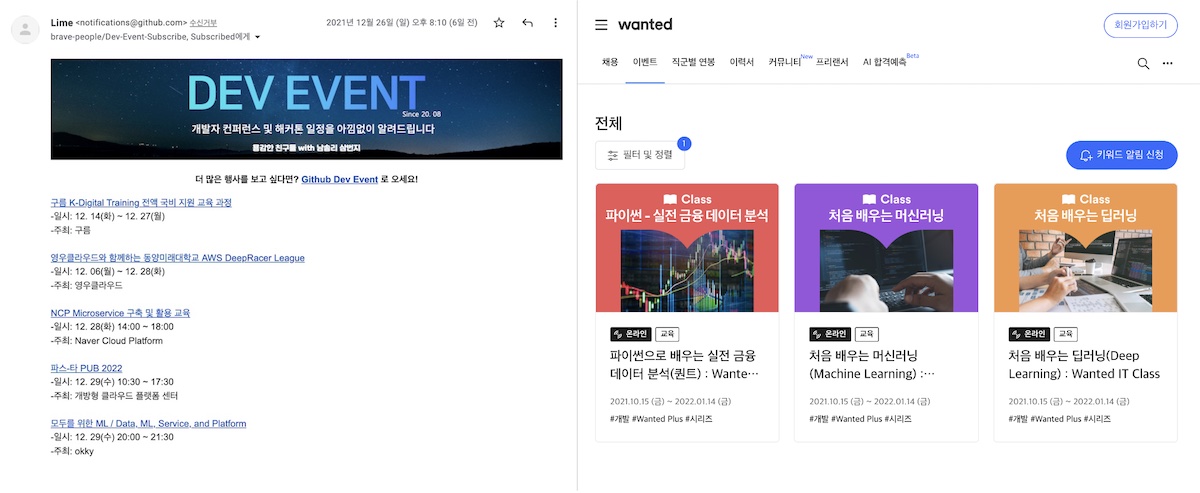 Lime <notifications@github.com> 수신거부
2021년 12월 26일 (일) 오후 8:10 (6일 전)
brave-people/Dev-Event-Subscribe, Subscribed에게
DEV EVENT
Since 20. 08
개발자 컨퍼런스 및 해커톤 일정을 아낌없이 알려드립니다
용감한 친구들 with 남송리 삼번지
더 많은 행사를 보고 싶다면? Github Dev Event 로 오세요!
구름 K-Digital Training 전액 국비 지원 교육 과정
-일시: 12. 14(화) ~ 12. 27(월)
-주최: 구름
영우클라우드와 함께하는 동양미래대학교 AWS DeepRacer League
-일시: 12. 06(월) ~ 12. 28(화)
-주최: 영우클라우드
NCP Microservice 구축 및 활용 교육
-일시: 12. 28(화) 14:00 ~ 18:00
-주최: Naver Cloud Platform
파스-타 PUB 2022
-일시: 12. 29(수) 10:30 ~ 17:30
-주최: 개방형 클라우드 플랫폼 센터
모두를 위한 ML / Data, ML, Service, and Platform
-일시: 12. 29(수) 20:00 ~ 21:30
-주최: okky
wanted
회원가입하기
채용 이벤트 직군별 연봉 이력서 커뮤니티 New 프리랜서 AI 합격예측 Beta
전체
필터 및 정렬 1
키워드 알림 신청
Class
파이썬 - 실전 금융 데이터 분석
온라인 교육
파이썬으로 배우는 실전 금융
데이터 분석(퀀트) : Wante…
2021.10.15 (금) ~ 2022.01.14 (금)
#개발 #Wanted Plus #시리즈
Class
처음 배우는 머신러닝
온라인 교육
처음 배우는 머신러닝
(Machine Learning) :…
2021.10.15 (금) ~ 2022.01.14 (금)
#개발 #Wanted Plus #시리즈
Class
처음 배우는 딥러닝
온라인 교육
처음 배우는 딥러닝(Deep
Learning) : Wanted IT Class
2021.10.15 (금) ~ 2022.01.14 (금)
#개발 #Wanted Plus #시리즈